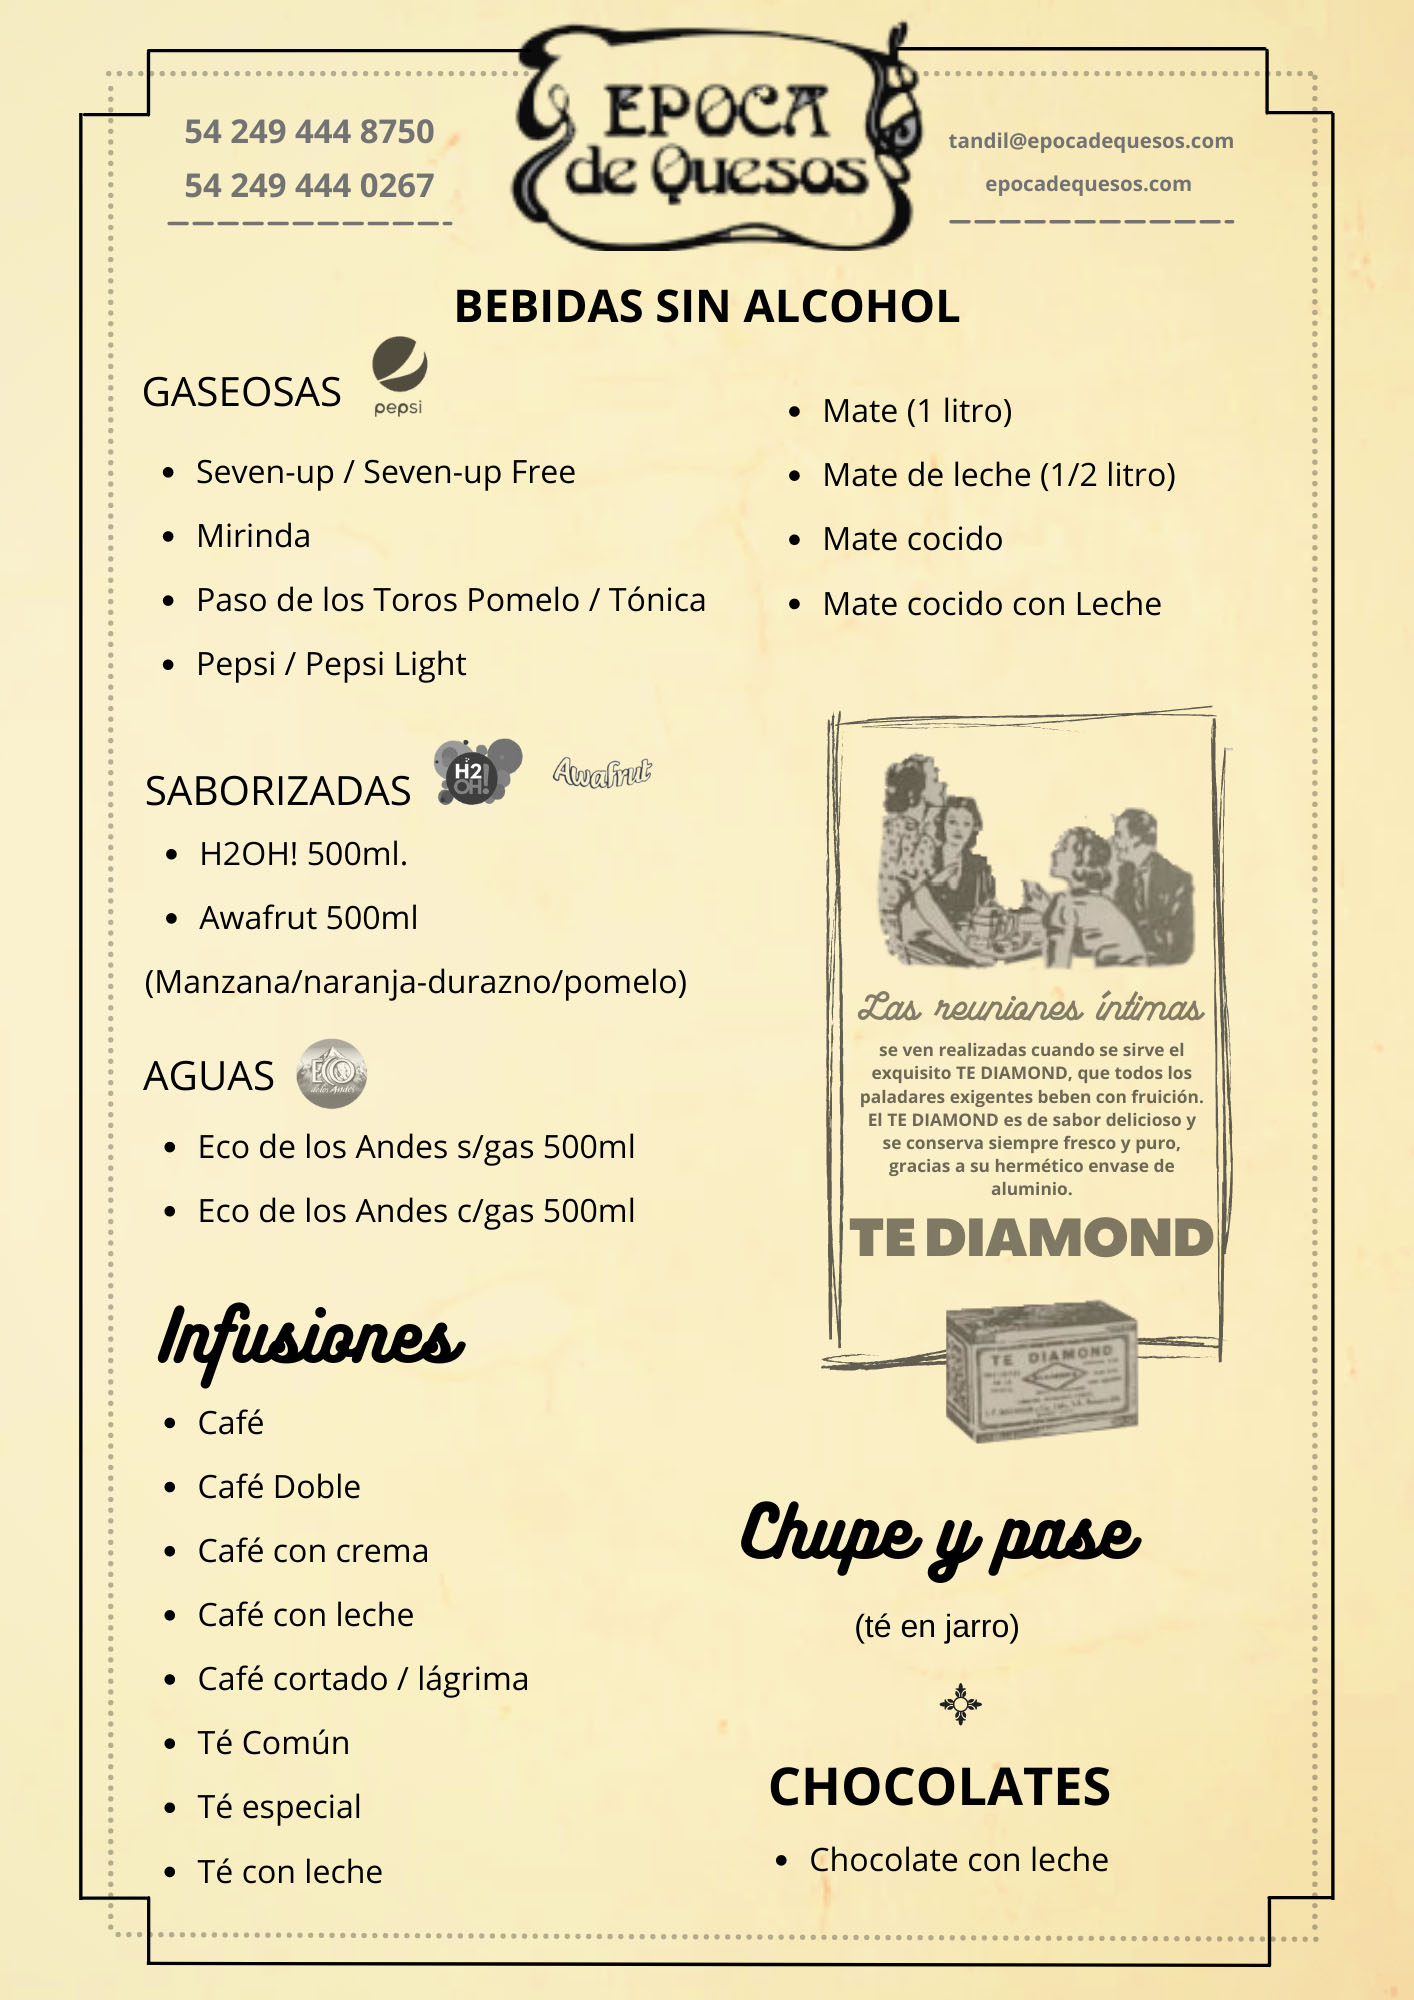 EPOCA
de Quesos
54 249 444 8750
54 249 444 0267
tandil@epocadequesos.com
epocadequesos.com
BEBIDAS SIN ALCOHOL
GASEOSAS
pepsi
Seven-up / Seven-up Free
Mirinda
Paso de los Toros Pomelo / Tónica
Pepsi / Pepsi Light
SABORIZADAS
H2
OH!
Awafrut
H2OH! 500ml.
Awafrut 500ml
(Manzana/naranja-durazno/pomelo)
AGUAS
ECO
de los Andes
Eco de los Andes s/gas 500ml
Eco de los Andes c/gas 500ml
Infusiones
Café
Café Doble
Café con crema
Café con leche
Café cortado / lágrima
Té Común
Té especial
Té con leche
Mate (1 litro)
Mate de leche (1/2 litro)
Mate cocido
Mate cocido con Leche
Las reuniones íntimas
se ven realizadas cuando se sirve el
exquisito TE DIAMOND, que todos los
paladares exigentes beben con fruición.
El TE DIAMOND es de sabor delicioso y
se conserva siempre fresco y puro,
gracias a su hermético envase de
aluminio.
TE DIAMOND
TE DIAMOND
Chupe y pase
(té en jarro)
CHOCOLATES
Chocolate con leche